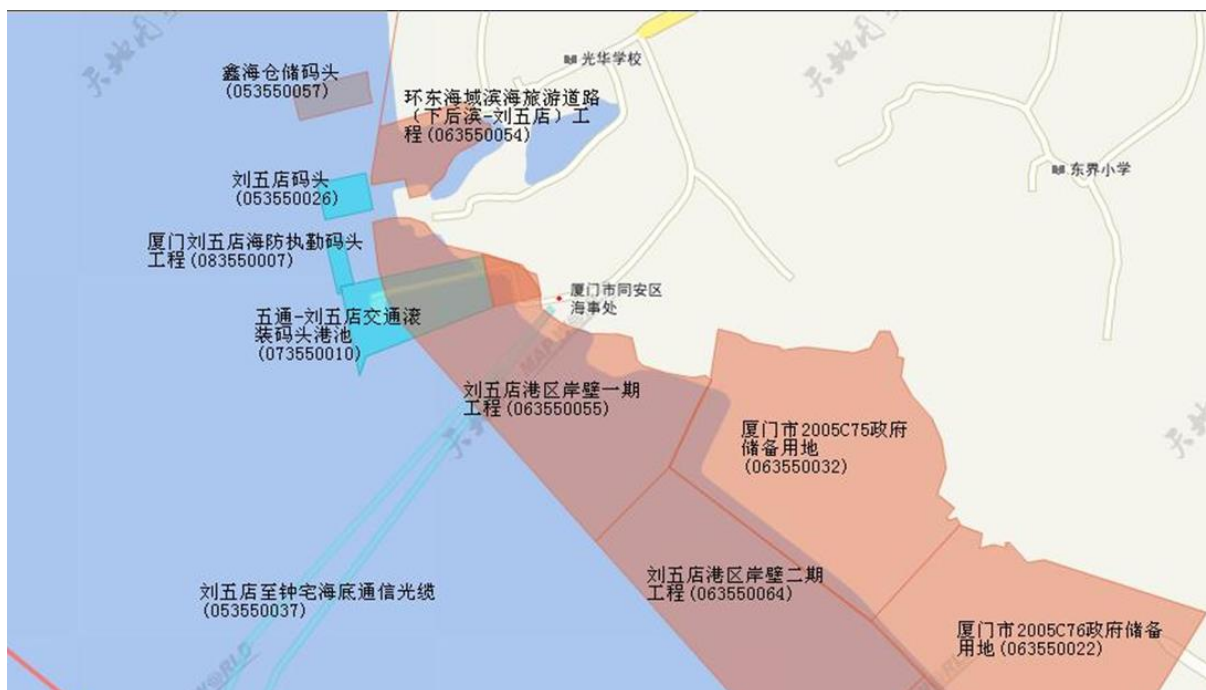 光华学校
鑫海仓储码头
(053550057)
环东海域滨海旅游道路
(下后滨-刘五店)工
程(063550054)
东界小学
刘五店码头
(053550026)
厦门刘五店海防执勤码头
工程(083550007)
厦门市同安区
海事处
五通-刘五店交通滚
装码头港池
(073550010)
刘五店港区岸壁一期
工程(063550055)
厦门市2005C75政府
储备用地
(063550032)
刘五店港区岸壁二期
工程(063550064)
刘五店至钟宅海底通信光缆
(053550037)
厦门市2005C76政府储备
用地(063550022)